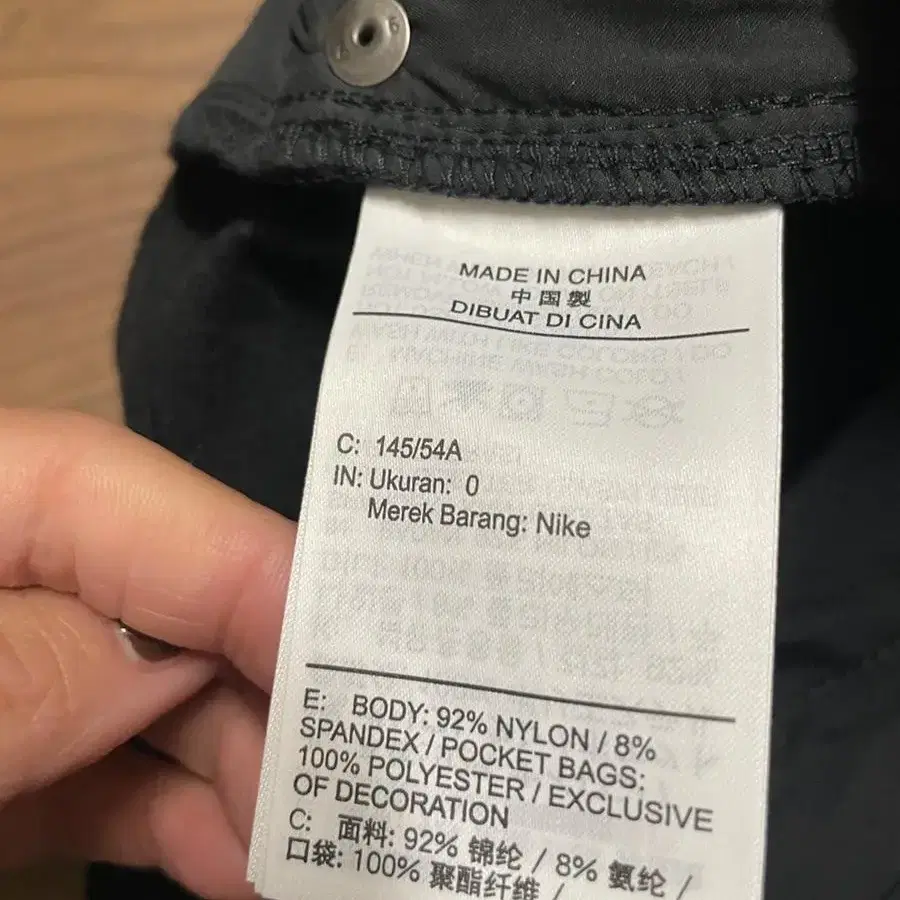 MADE IN CHINA
中国製
DIBUAT DI CINA
C: 145/54A
IN: Ukuran: 0
Merek Barang: Nike
E: BODY: 92% NYLON / 8%
SPANDEX / POCKET BAGS:
100% POLYESTER / EXCLUSIVE
OF DECORATION
C: 面料: 92% 锦纶 / 8% 氨纶 /
口袋: 100% 聚酯纤维 /